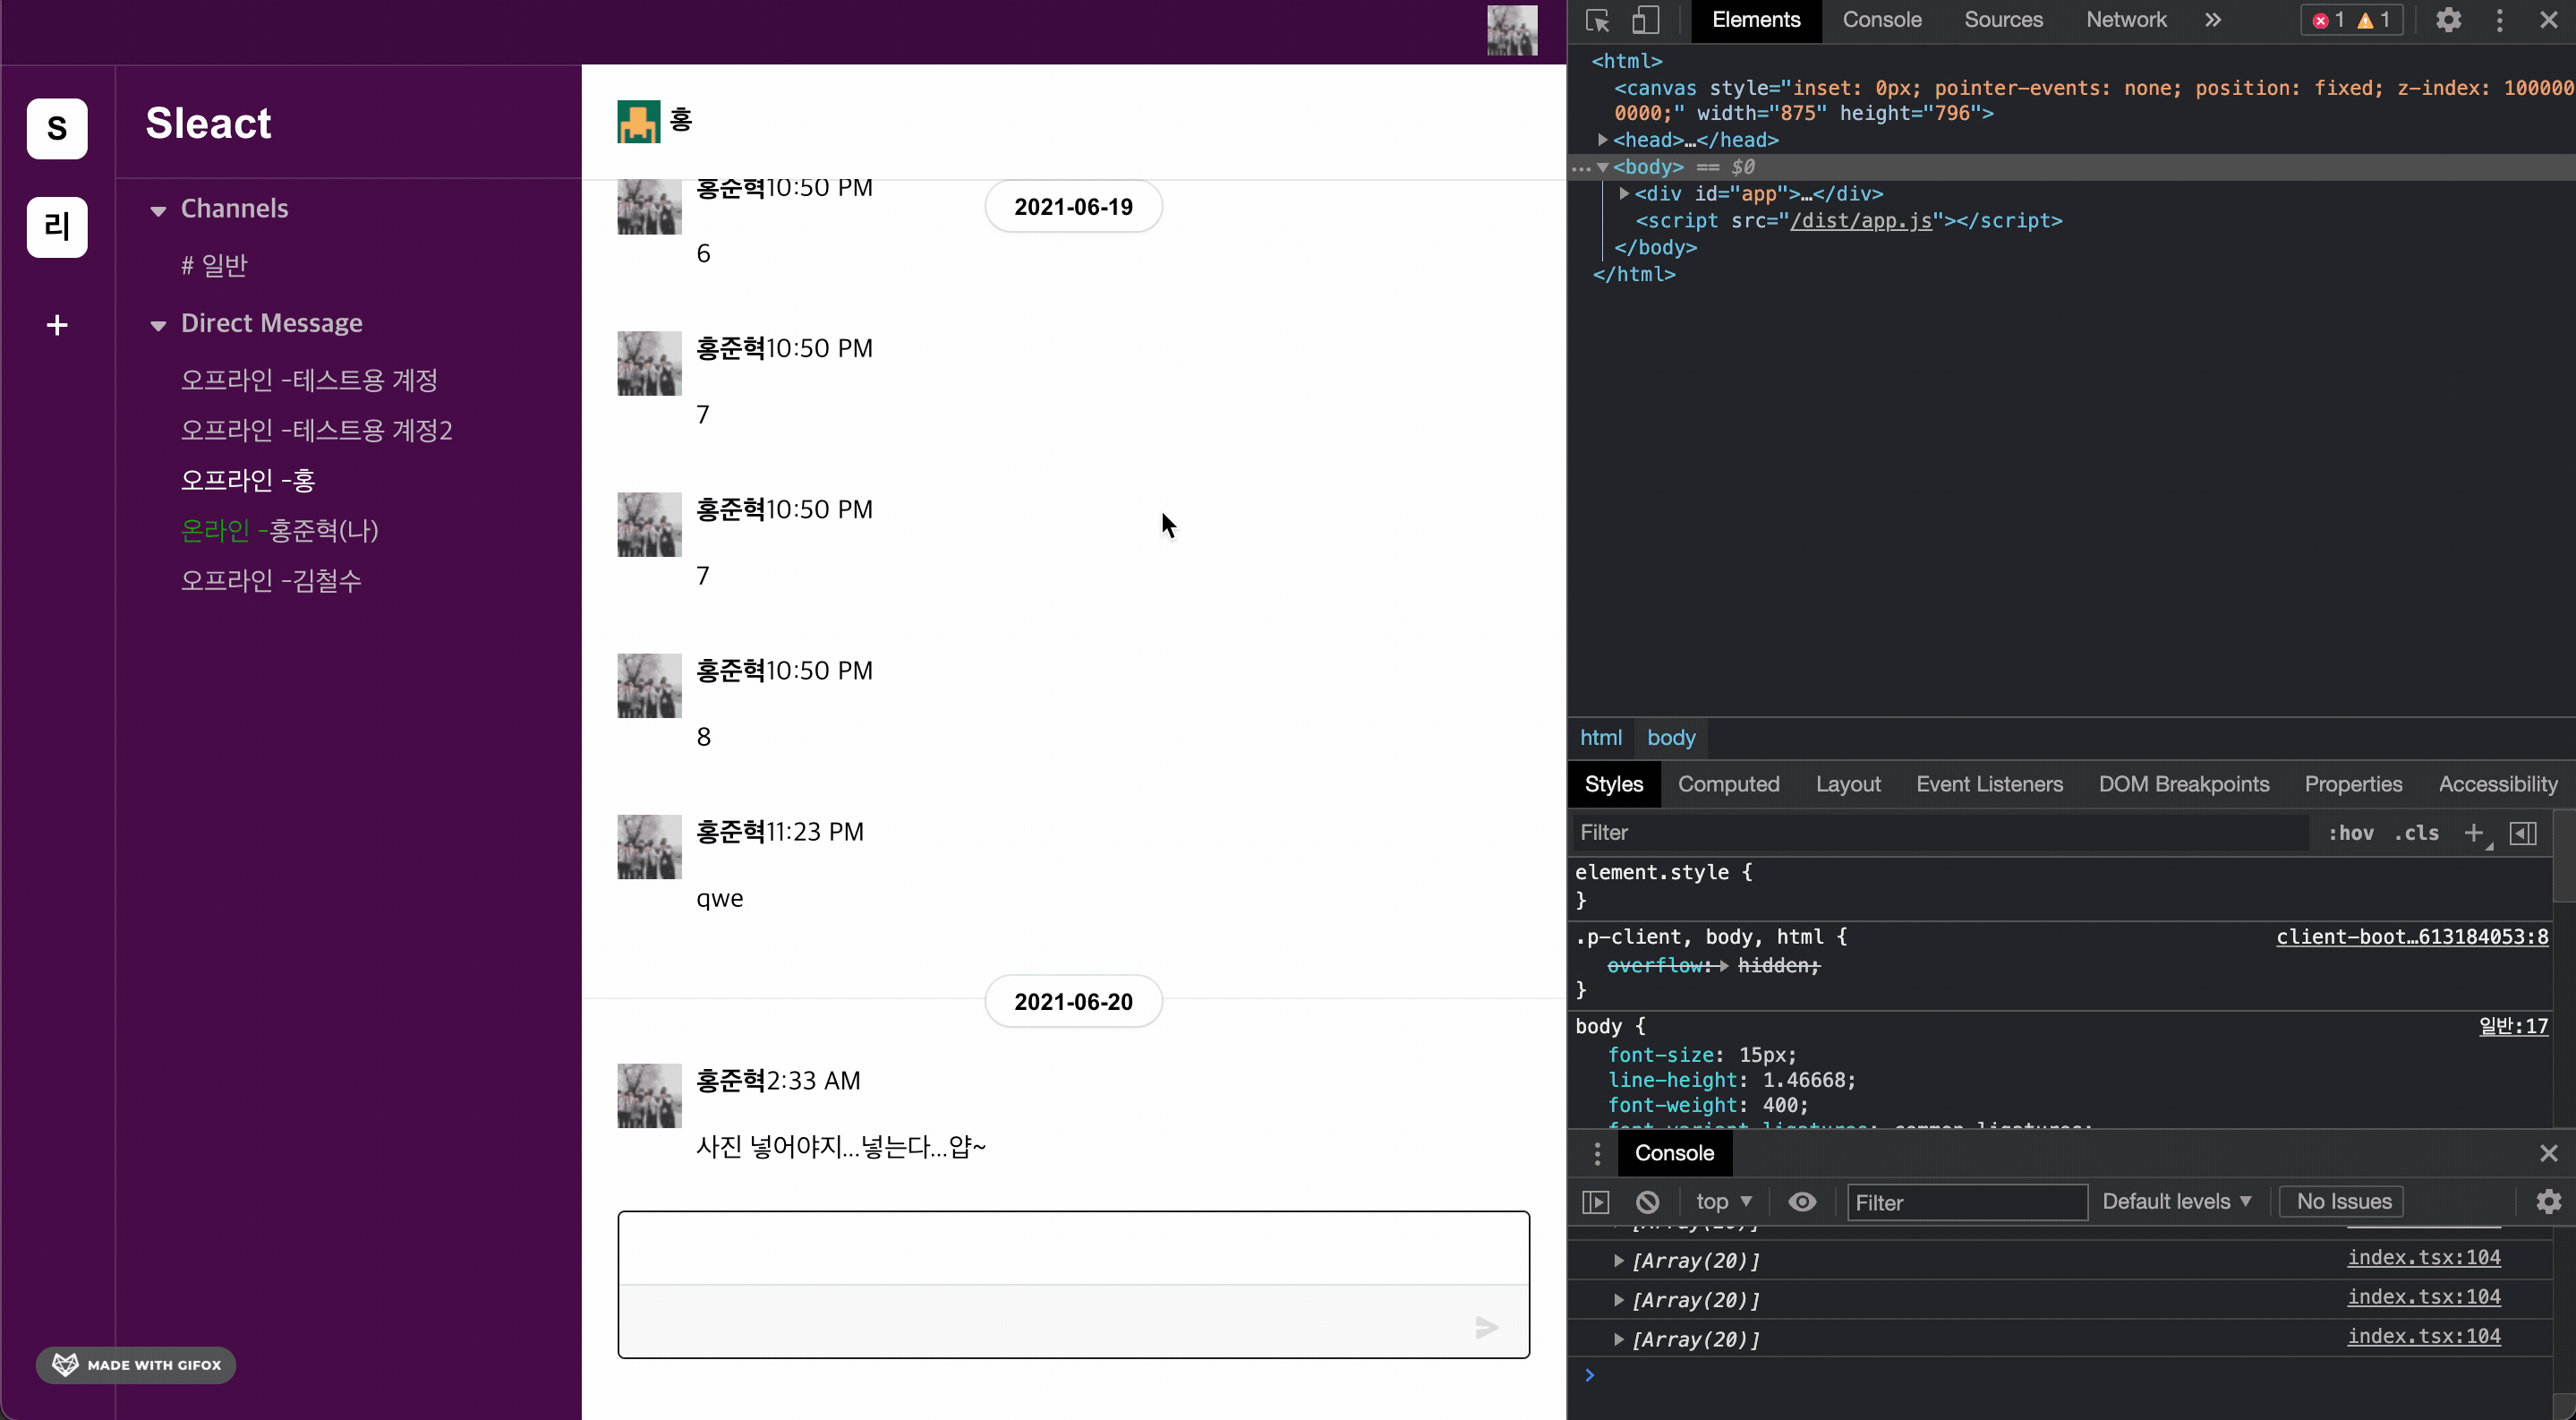 S
리
+
Sleact
Channels
# 일반
Direct Message
오프라인 -테스트용 계정
오프라인 -테스트용 계정2
오프라인 -홍
온라인 -홍준혁(나)
오프라인 -김철수
MADE WITH GIFOX
홍
홍준혁10:50 PM
2021-06-19
6
홍준혁10:50 PM
7
홍준혁10:50 PM
7
홍준혁10:50 PM
8
홍준혁11:23 PM
qwe
2021-06-20
홍준혁2:33 AM
사진 넣어야지...넣는다...얍~
Elements Console Sources Network » 1 1
<html>
<canvas style="inset: 0px; pointer-events: none; position: fixed; z-index: 100000
0000;" width="875" height="796">
<head>…</head>
<body> == $0
<div id="app">…</div>
<script src="/dist/app.js"></script>
</body>
</html>
html body
Styles Computed Layout Event Listeners DOM Breakpoints Properties Accessibility
Filter :hov .cls +
element.style {
}
.p-client, body, html { client-boot…613184053:8
overflow: hidden;
}
body { 일반:17
font-size: 15px;
line-height: 1.46668;
font-weight: 400;
font-variant-ligatures: common-ligatures;
Console
top Filter Default levels No Issues
[Array(20)]
[Array(20)] index.tsx:104
[Array(20)] index.tsx:104
[Array(20)] index.tsx:104